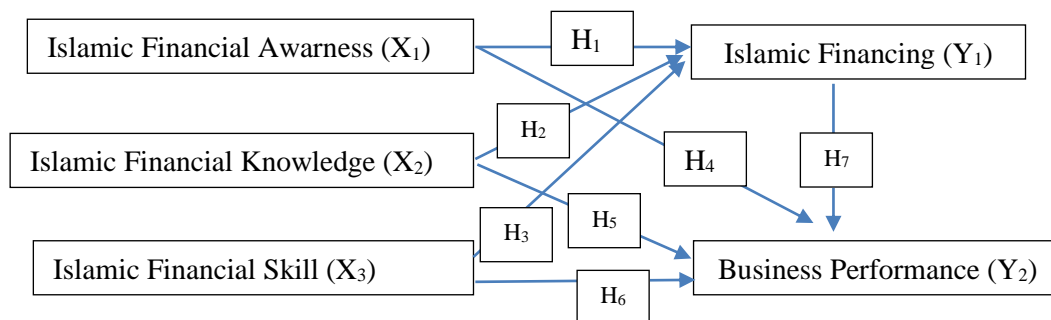 Islamic Financial Awarness (X₁)
H₁
Islamic Financing (Y₁)
H₂
Islamic Financial Knowledge (X₂)
H₄
H₇
H₃
H₅
Islamic Financial Skill (X₃)
Business Performance (Y₂)
H₆